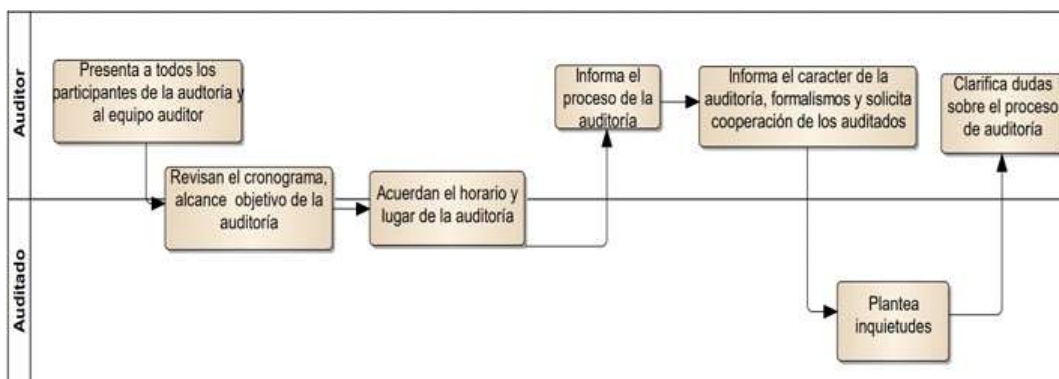 Auditor
Presenta a todos los
participantes de la audtoría y
al equipo auditor
Revisan el cronograma,
alcance objetivo de la
auditoría
Acuerdan el horario y
lugar de la auditoría
Informa el
proceso de la
auditoría
Informa el caracter de la
auditoría, formalismos y solicita
cooperación de los auditados
Clarifica dudas
sobre el proceso
de auditoría
Auditado
Plantea
inquietudes